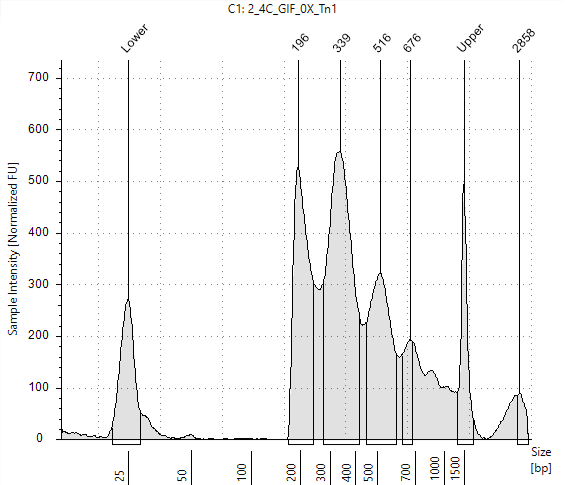 C1: 2_4C_GIF_0X_Tn1
Lower 196 339 516 676 Upper 2858
Sample Intensity [Normalized FU]
700
600
500
400
300
200
100
0
25 50 100 200 300 400 500 700 1000 1500
Size
[bp]